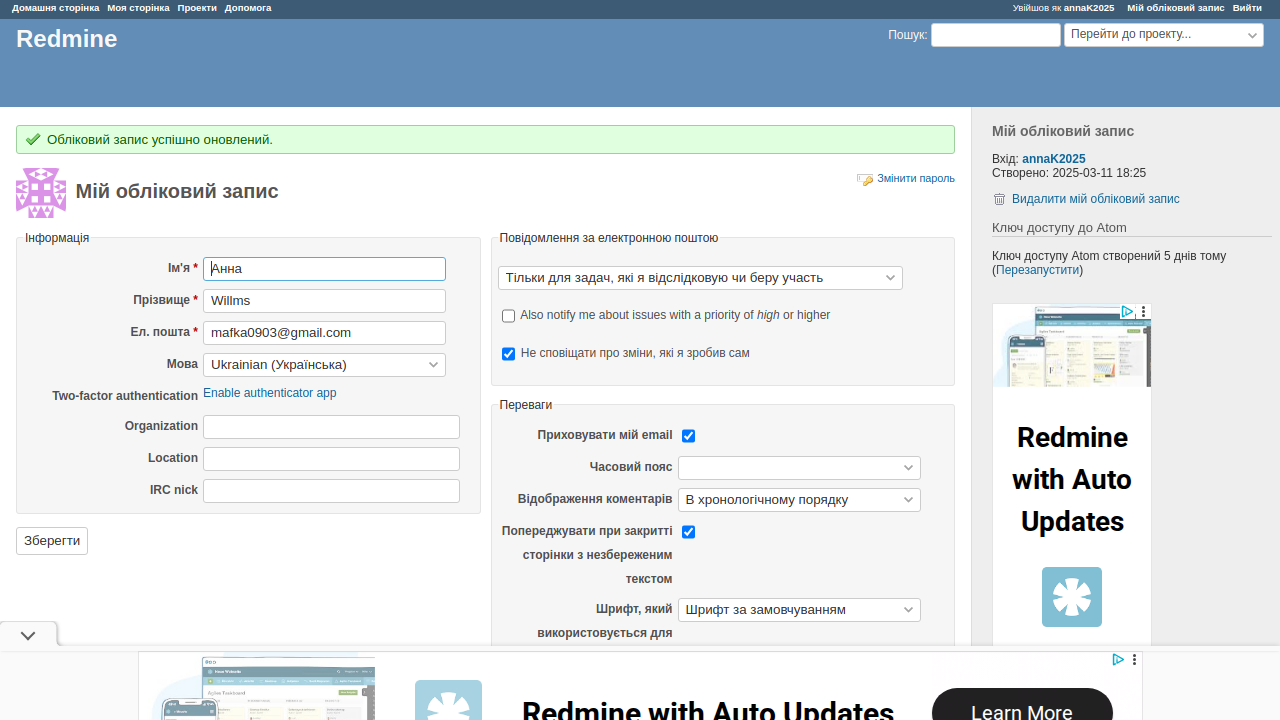 Домашня сторінка Моя сторінка Проекти Допомога Увійшов як annaK2025 Мій обліковий запис Вийти
Redmine
Пошук: Перейти до проекту...
Обліковий запис успішно оновлений.
Мій обліковий запис
Змінити пароль
Інформація
Ім'я * Анна
Прізвище * Willms
Ел. пошта * mafka0903@gmail.com
Мова Ukrainian (Українська)
Two-factor authentication Enable authenticator app
Organization
Location
IRC nick
Зберегти
Повідомлення за електронною поштою
Тільки для задач, які я відслідковую чи беру участь
Also notify me about issues with a priority of high or higher
Не сповіщати про зміни, які я зробив сам
Переваги
Приховувати мій email
Часовий пояс
Відображення коментарів В хронологічному порядку
Попереджувати при закритті
сторінки з незбереженим
текстом
Шрифт, який Шрифт за замовчуванням
використовується для
Мій обліковий запис
Вхід: annaK2025
Створено: 2025-03-11 18:25
Видалити мій обліковий запис
Ключ доступу до Atom
Ключ доступу Atom створений 5 днів тому
(Перезапустити)
Redmine
with Auto
Updates
Redmine with Auto Updates
Learn More